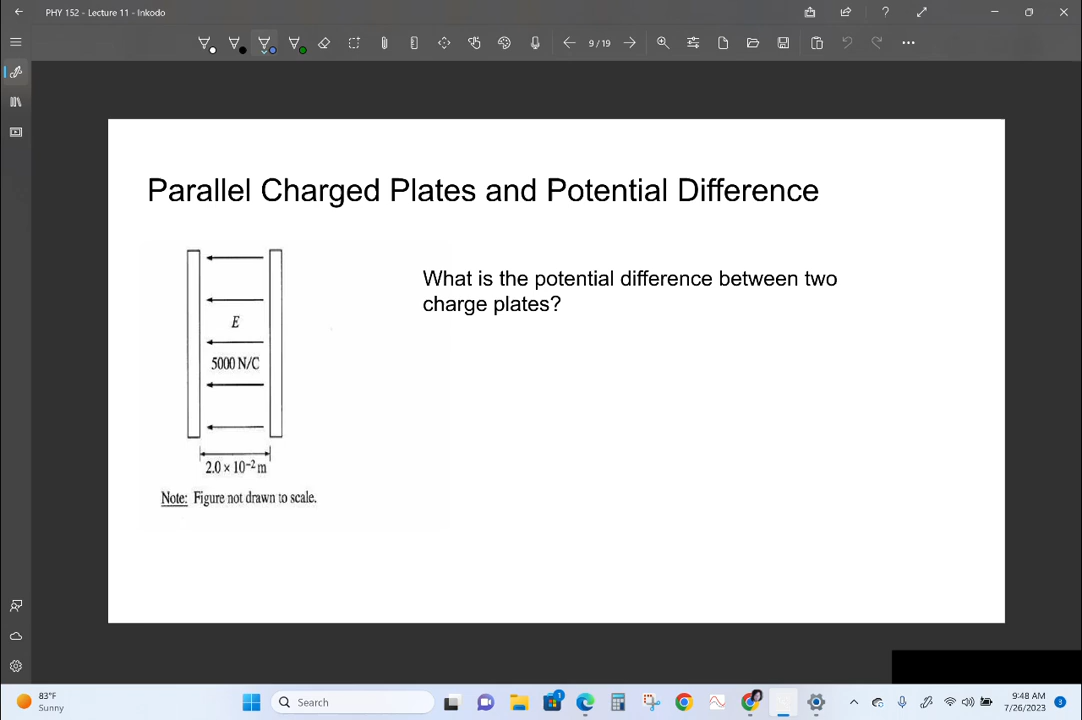 PHY 152 - Lecture 11 - Inkodo
9/19
Parallel Charged Plates and Potential Difference
What is the potential difference between two
charge plates?
E
5000 N/C
2.0 × 10⁻² m
Note: Figure not drawn to scale.
83°F
Sunny
Search
9:48 AM
7/26/2023
3
1